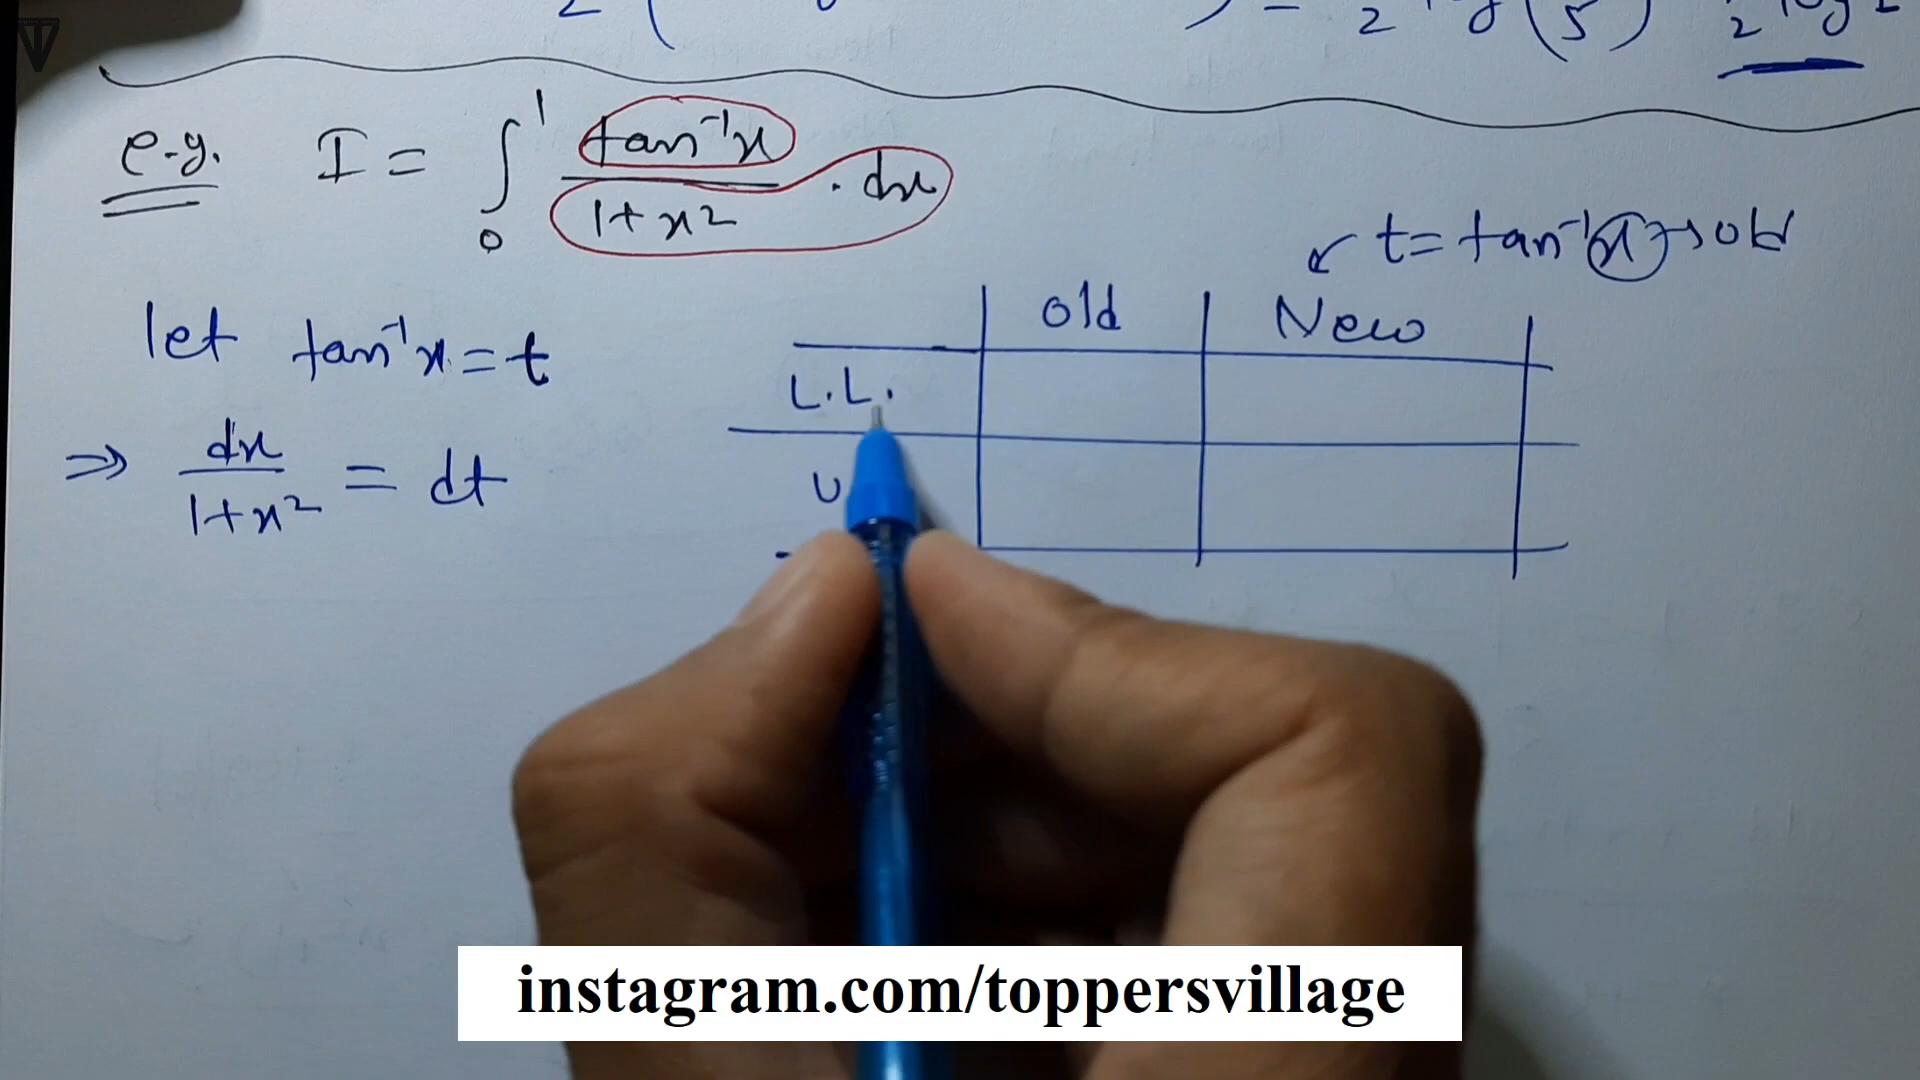 e.g. I = ∫₀¹ tan⁻¹x / 1+x² . dx
t = tan⁻¹x → old
let tan⁻¹x = t
⇒ dx / 1+x² = dt
Old New
L.L.
U
instagram.com/toppersvillage